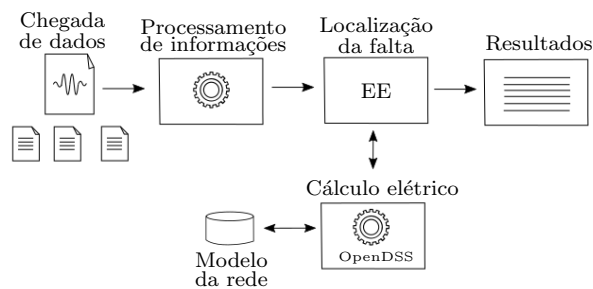 Chegada
de dados
Processamento
de informações
Localização
da falta
EE
Resultados
Cálculo elétrico
OpenDSS
Modelo
da rede